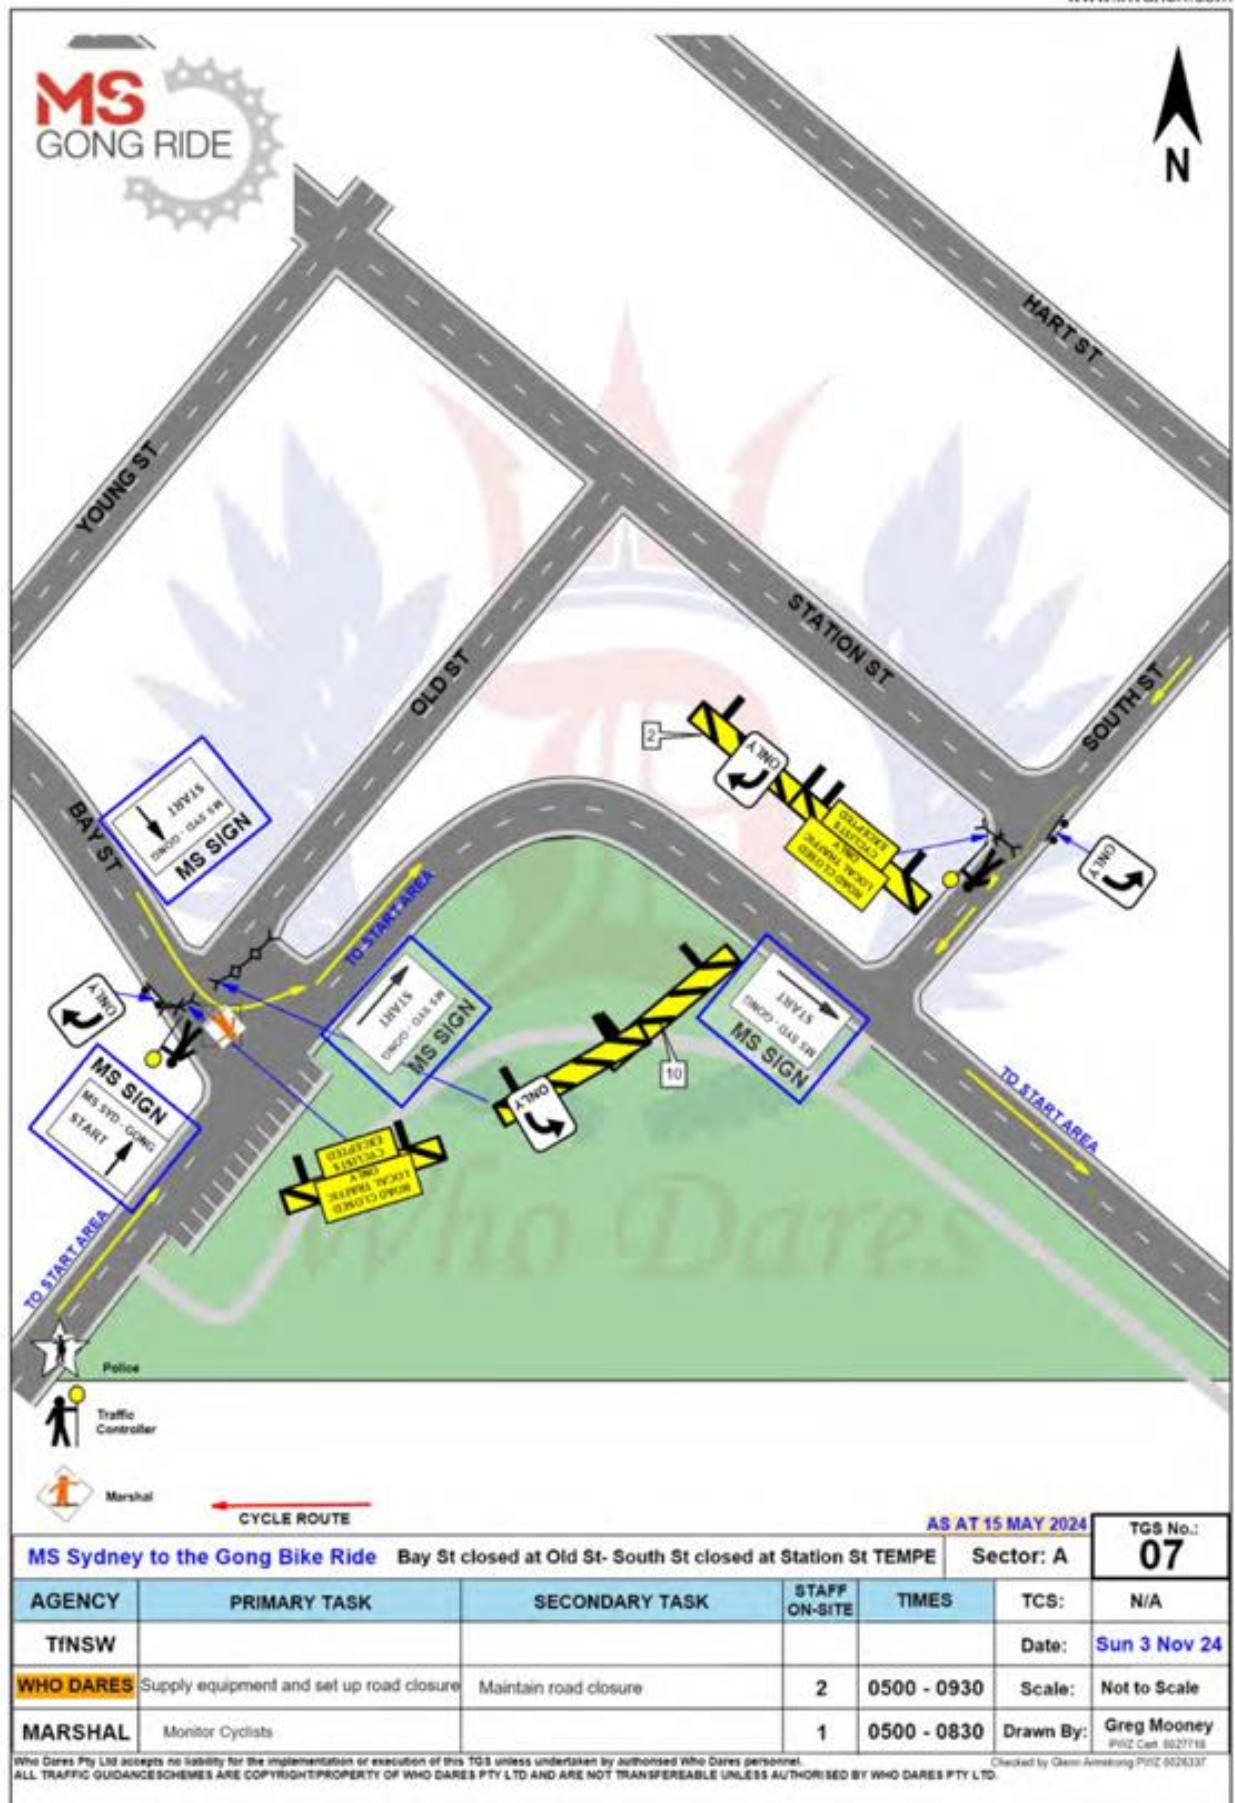 MS
GONG RIDE
N
HART ST
YOUNG ST
STATION ST
OLD ST
SOUTH ST
2
ONLY
ROAD CLOSED
LOCAL TRAFFIC
ONLY
CYCLISTS
EXCEPTED
ONLY
BAY ST
START
MS SYD - GONG
MS SIGN
TO START AREA
START
MS SYD - GONG
MS SIGN
START
MS SYD - GONG
MS SIGN
ONLY
MS SIGN
MS SYD - GONG
START
10
ONLY
ROAD CLOSED
LOCAL TRAFFIC
ONLY
CYCLISTS
EXCEPTED
TO START AREA
TO START AREA
Who Dares
Police
Traffic
Controller
Marshal
CYCLE ROUTE
AS AT 15 MAY 2024
TGS No.:
07
MS Sydney to the Gong Bike Ride Bay St closed at Old St- South St closed at Station St TEMPE Sector: A
AGENCY PRIMARY TASK SECONDARY TASK STAFF ON-SITE TIMES TCS: N/A
TfNSW Date: Sun 3 Nov 24
WHO DARES Supply equipment and set up road closure Maintain road closure 2 0500 - 0930 Scale: Not to Scale
MARSHAL Monitor Cyclists 1 0500 - 0830 Drawn By: Greg Mooney
Who Dares Pty Ltd accepts no liability for the implementation or execution of this TGS unless undertaken by authorised Who Dares personnel.
Checked by Glenn Armstrong
ALL TRAFFIC GUIDANCESCHEMES ARE COPYRIGHT/PROPERTY OF WHO DARES PTY LTD AND ARE NOT TRANSFEREABLE UNLESS AUTHORISED BY WHO DARES PTY LTD.